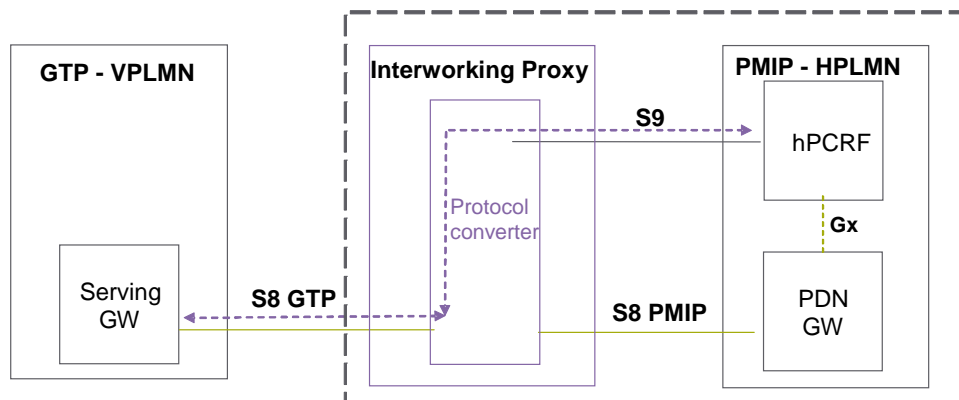 GTP - VPLMN
Interworking Proxy
PMIP - HPLMN
S9
hPCRF
Protocol
converter
Gx
Serving
GW
S8 GTP
S8 PMIP
PDN
GW